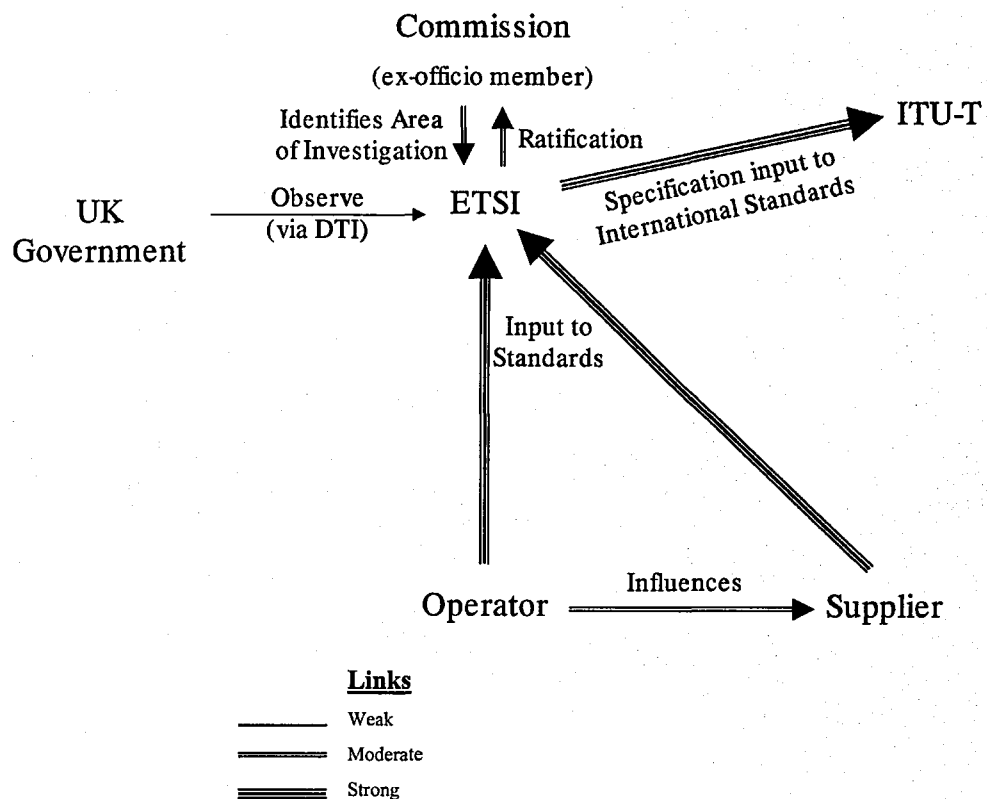 Commission
(ex-officio member)
Identifies Area
of Investigation
Ratification
ITU-T
Specification input to
International Standards
UK
Government
Observe
(via DTI)
ETSI
Input to
Standards
Operator
Influences
Supplier
Links
Weak
Moderate
Strong